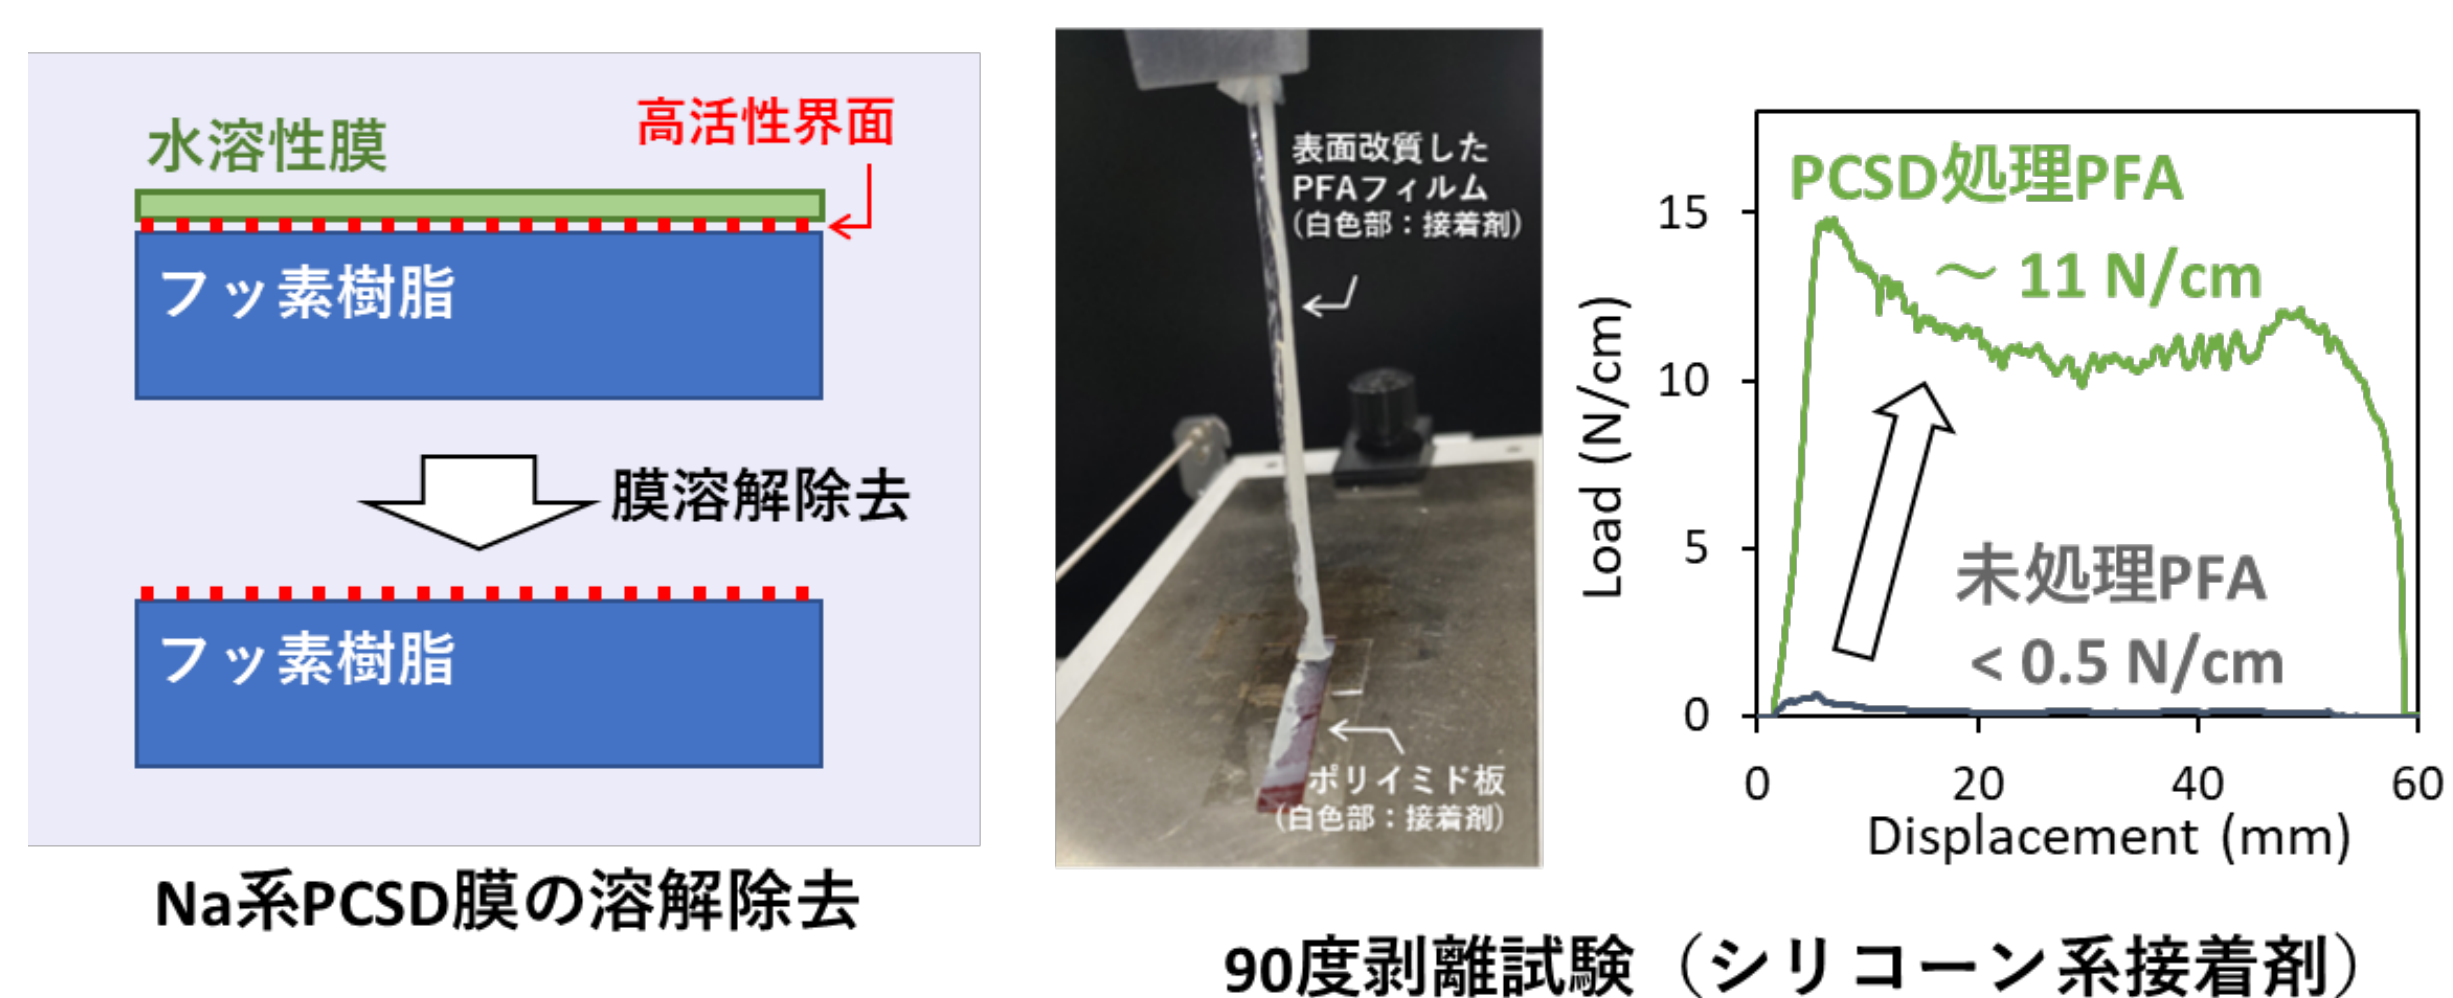 水溶性膜
高活性界面
フッ素樹脂
膜溶解除去
フッ素樹脂
Na系PCSD膜の溶解除去
表面改質した
PFAフィルム
(白色部：接着剤)
ポリイミド板
(白色部：接着剤)
90度剥離試験（シリコーン系接着剤）
Load (N/cm)
15
10
5
0
PCSD処理PFA
～ 11 N/cm
未処理PFA
< 0.5 N/cm
0 20 40 60
Displacement (mm)